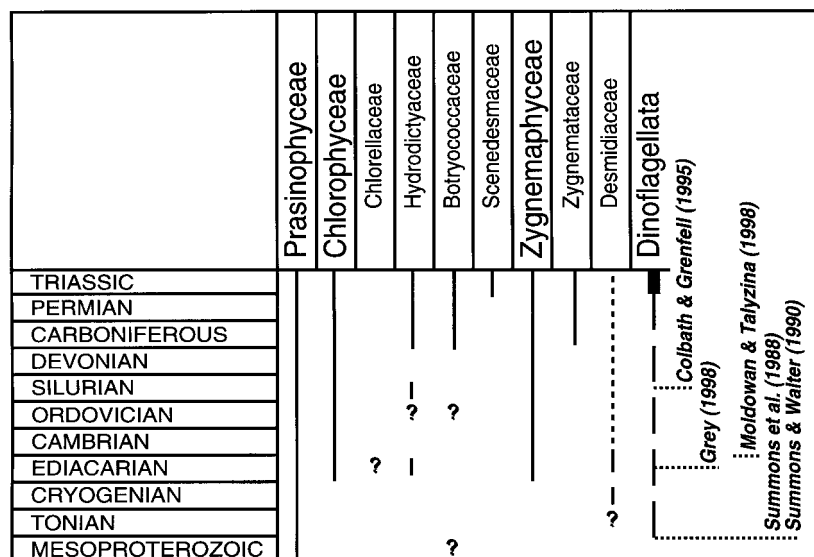 Prasinophyceae
Chlorophyceae
Chlorellaceae
Hydrodictyaceae
Botryococcaceae
Scenedesmaceae
Zygnemaphyceae
Zygnemataceae
Desmidiaceae
Dinoflagellata
Colbath & Grenfell (1995)
Grey (1998)
Moldowan & Talyzina (1998)
Summons et al. (1988)
Summons & Walter (1990)
TRIASSIC
PERMIAN
CARBONIFEROUS
DEVONIAN
SILURIAN
ORDOVICIAN ? ?
CAMBRIAN
EDIACARIAN ?
CRYOGENIAN
TONIAN ?
MESOPROTEROZOIC ?